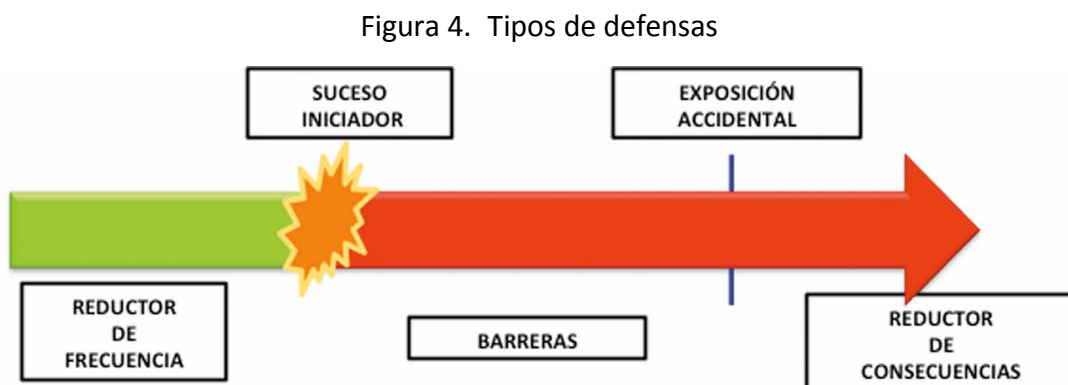 Figura 4. Tipos de defensas
SUCESO
INICIADOR
EXPOSICIÓN
ACCIDENTAL
REDUCTOR
DE
FRECUENCIA
BARRERAS
REDUCTOR
DE
CONSECUENCIAS